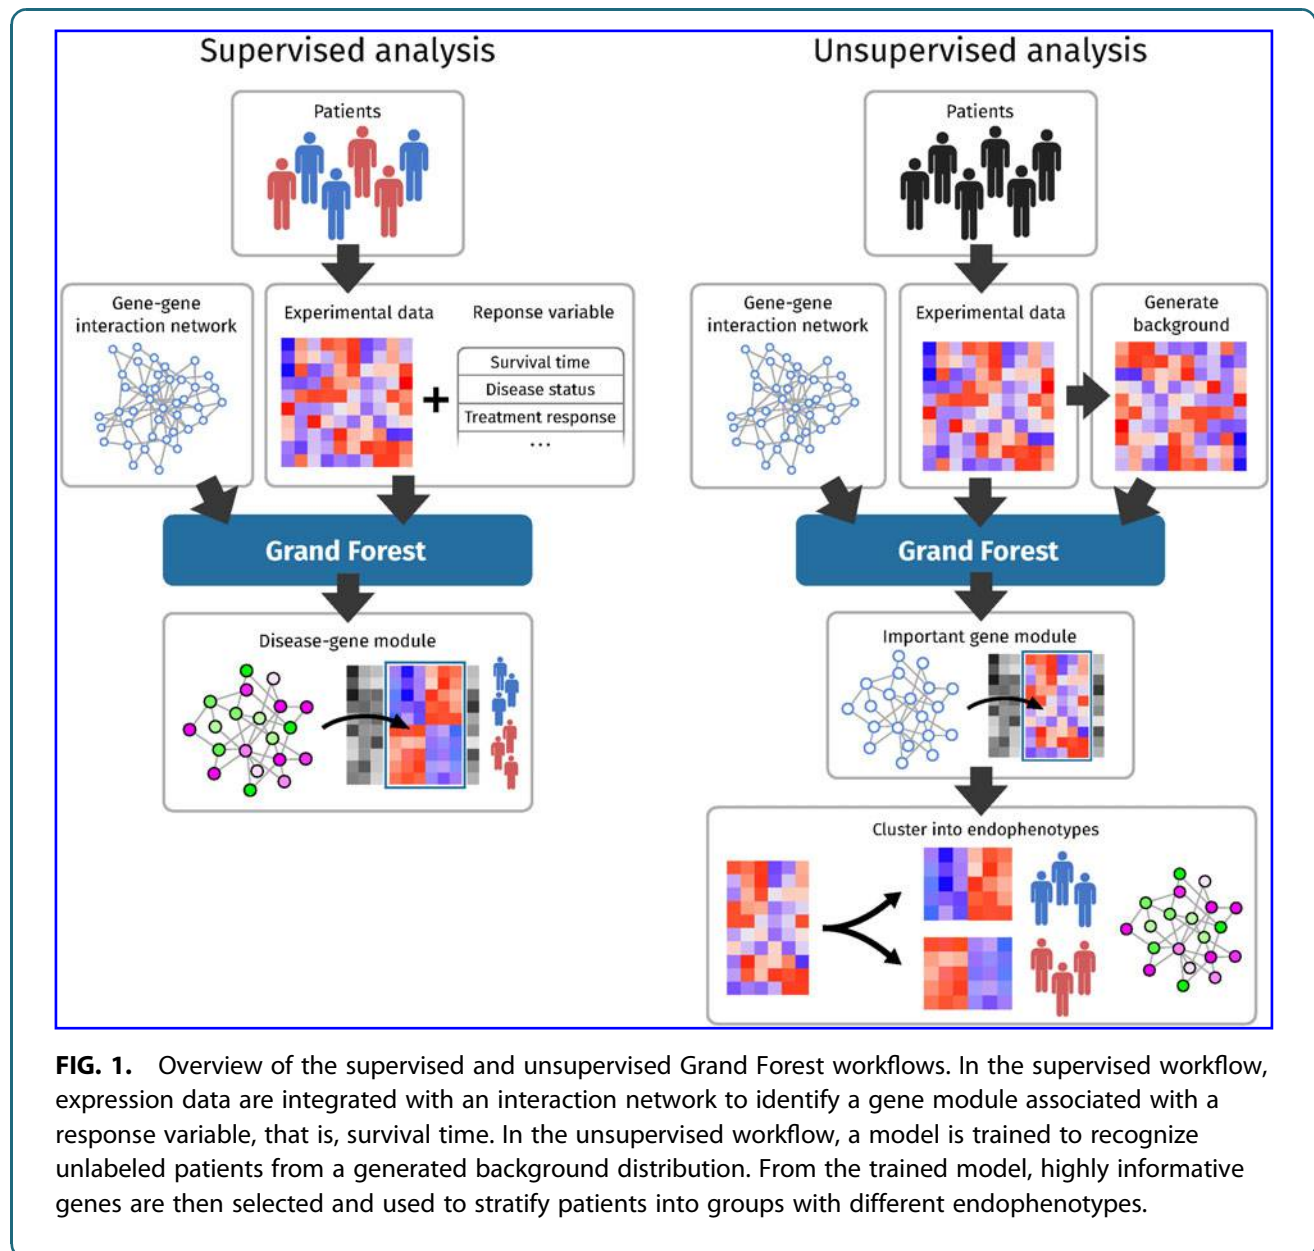 Supervised analysis
Patients
Gene-gene
interaction network
Experimental data
Reponse variable
Survival time
Disease status
Treatment response
...
+
Grand Forest
Disease-gene module
Unsupervised analysis
Patients
Gene-gene
interaction network
Experimental data
Generate
background
Grand Forest
Important gene module
Cluster into endophenotypes
FIG. 1. Overview of the supervised and unsupervised Grand Forest workflows. In the supervised workflow,
expression data are integrated with an interaction network to identify a gene module associated with a
response variable, that is, survival time. In the unsupervised workflow, a model is trained to recognize
unlabeled patients from a generated background distribution. From the trained model, highly informative
genes are then selected and used to stratify patients into groups with different endophenotypes.